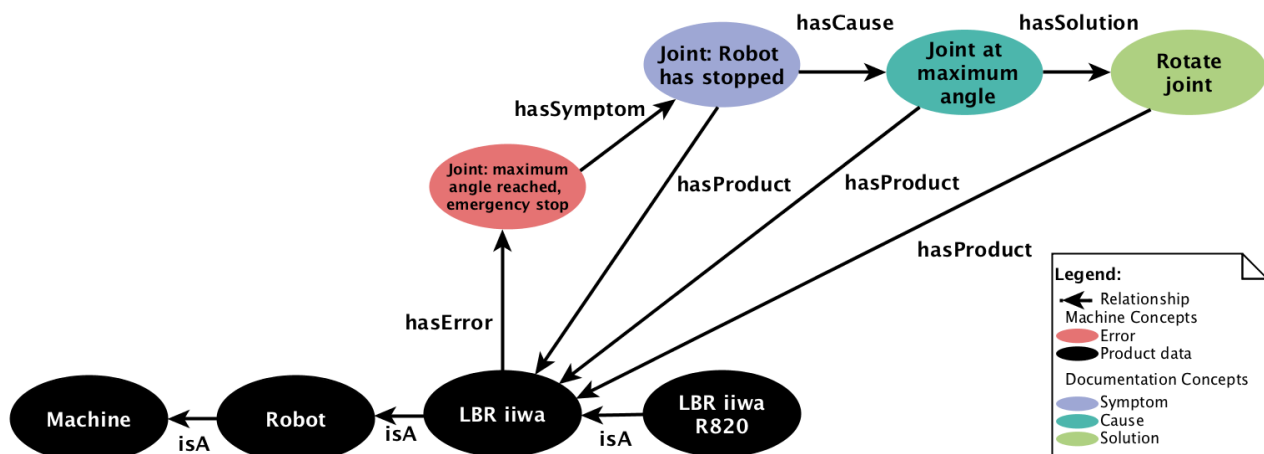 hasCause
hasSolution
Joint: Robot
has stopped
Joint at
maximum
angle
Rotate
joint
hasSymptom
Joint: maximum
angle reached,
emergency stop
hasProduct
hasProduct
hasProduct
hasError
Machine
isA
Robot
isA
LBR iiwa
isA
LBR iiwa
R820
Legend:
Relationship
Machine Concepts
Error
Product data
Documentation Concepts
Symptom
Cause
Solution